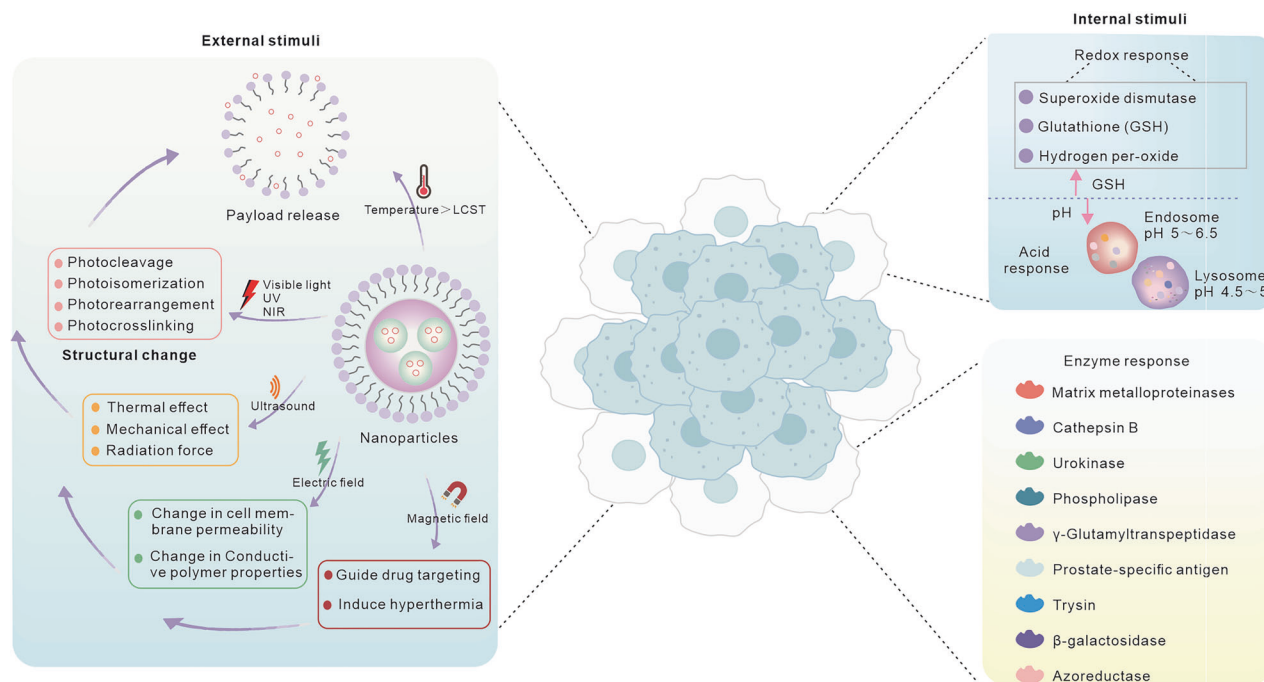 External stimuli
Payload release
Temperature＞LCST
Photocleavage
Photoisomerization
Photorearrangement
Photocrosslinking
Structural change
Visible light
UV
NIR
Ultrasound
Thermal effect
Mechanical effect
Radiation force
Nanoparticles
Electric field
Change in cell mem-
brane permeability
Change in Conducti-
ve polymer properties
Magnetic field
Guide drug targeting
Induce hyperthermia
Internal stimuli
Redox response
Superoxide dismutase
Glutathione (GSH)
Hydrogen per-oxide
GSH
pH
Acid
response
Endosome
pH 5～6.5
Lysosome
pH 4.5～5
Enzyme response
Matrix metalloproteinases
Cathepsin B
Urokinase
Phospholipase
γ-Glutamyltranspeptidase
Prostate-specific antigen
Trysin
β-galactosidase
Azoreductase